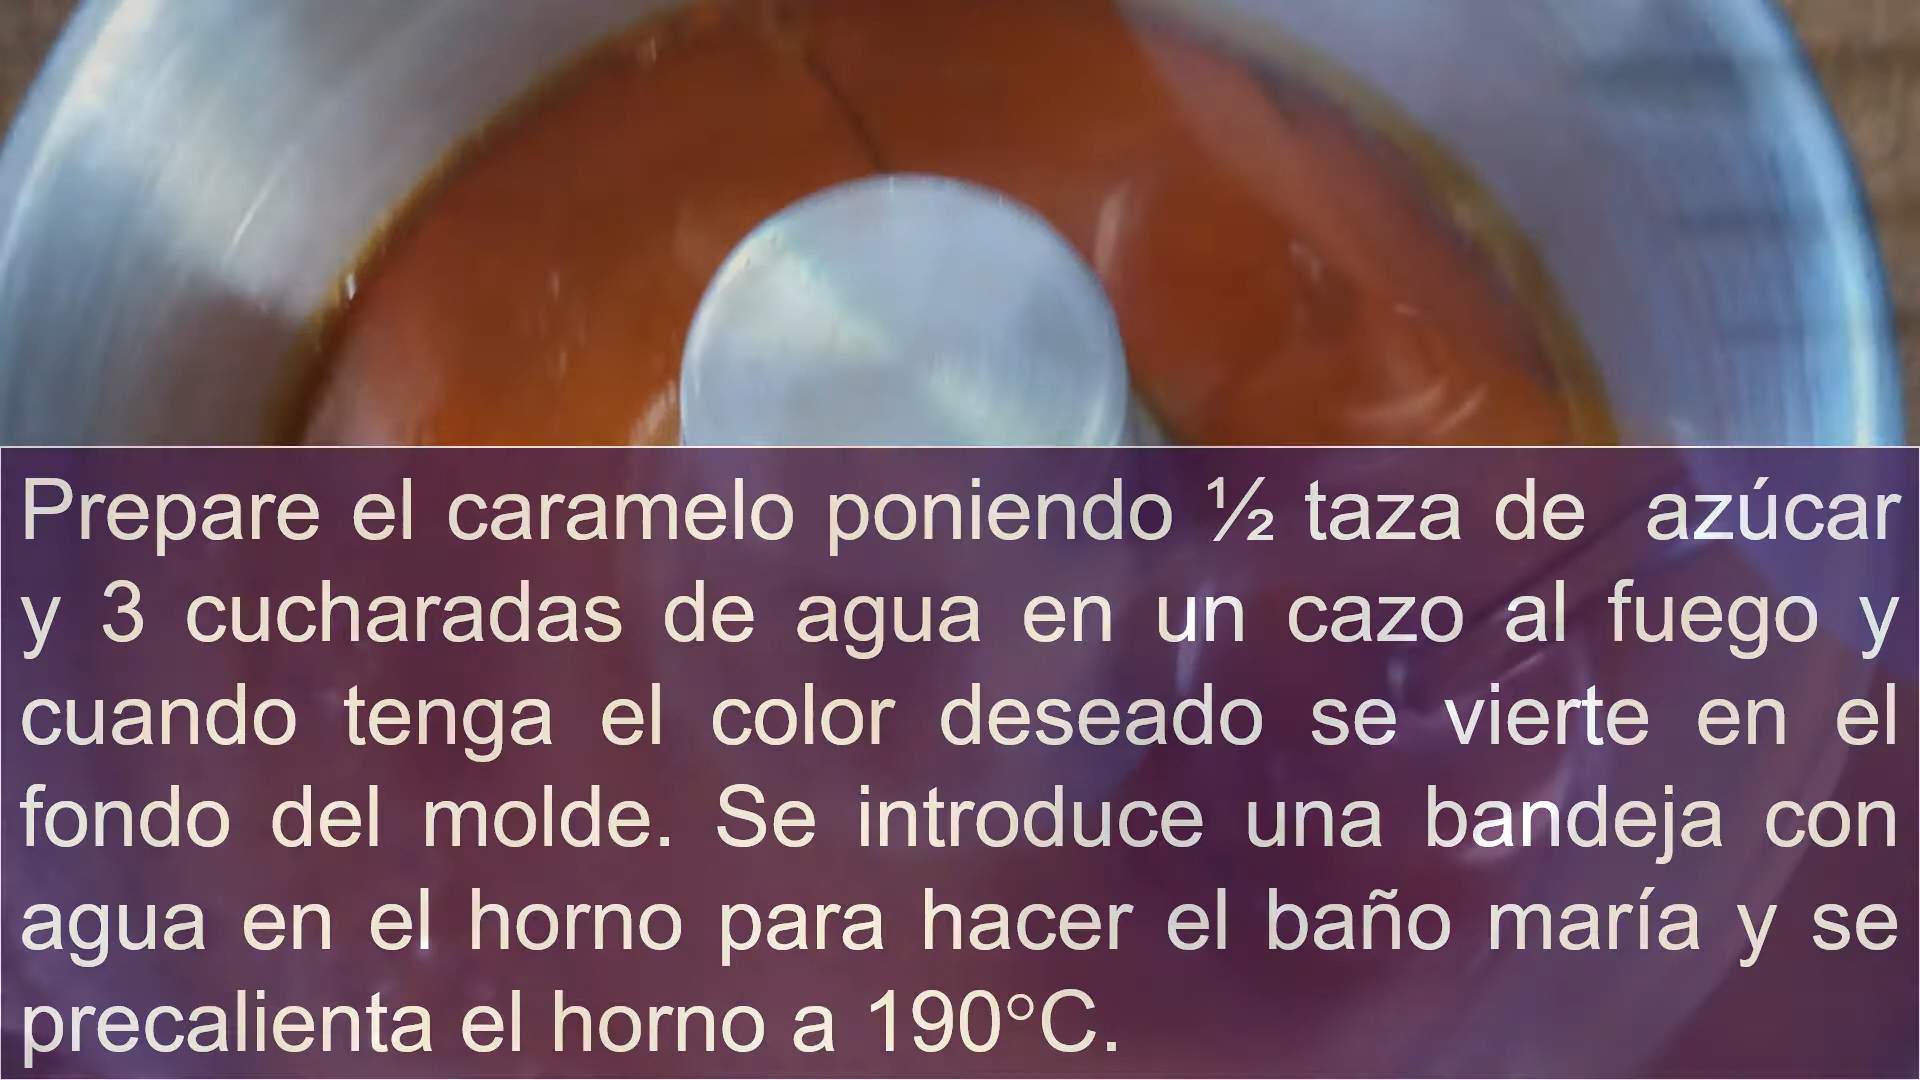 Prepare el caramelo poniendo ½ taza de  azúcar
y 3 cucharadas de agua en un cazo al fuego y
cuando tenga el color deseado se vierte en el
fondo del molde. Se introduce una bandeja con
agua en el horno para hacer el baño maría y se
precalienta el horno a 190°C.